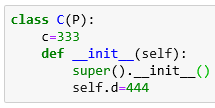 class C(P):
    c=333
    def __init__(self):
        super().__init__()
        self.d=444